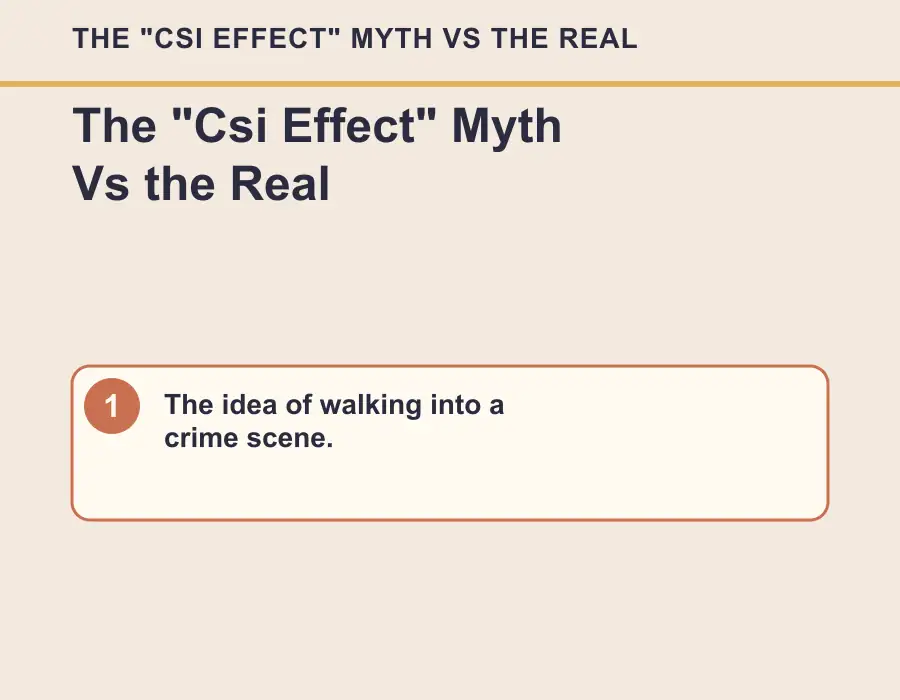 THE "CSI EFFECT" MYTH VS THE REAL
The "Csi Effect" Myth
Vs the Real
1
The idea of walking into a
crime scene.